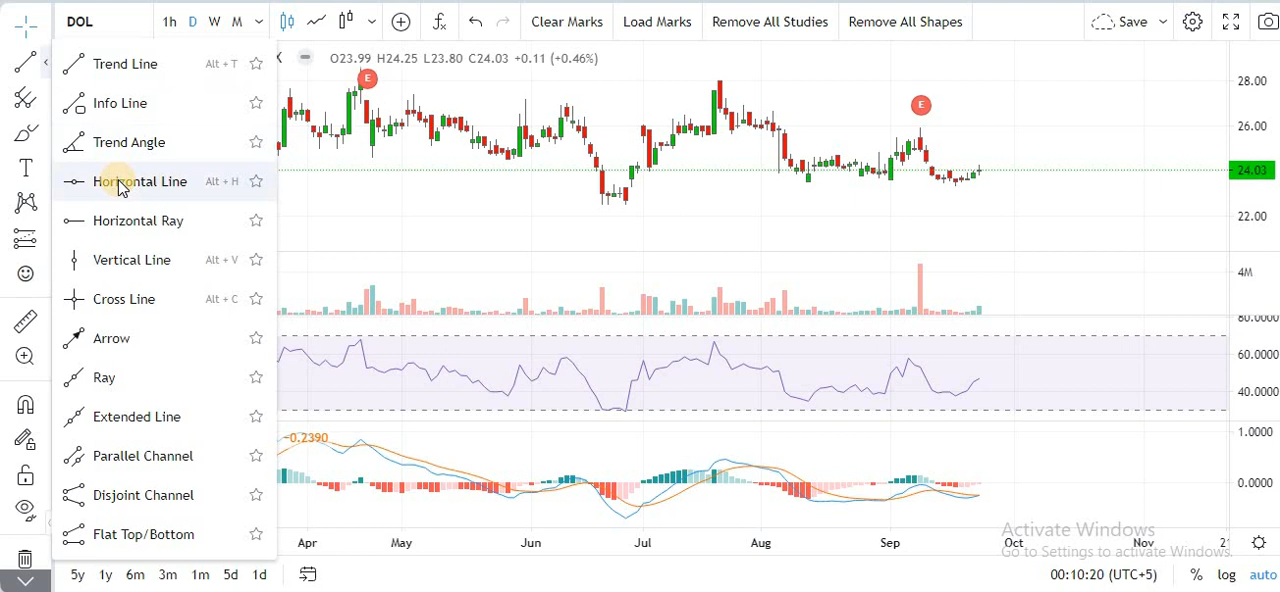 DOL 1h D W M Save
Clear Marks Load Marks Remove All Studies Remove All Shapes
Trend Line Alt + T
Info Line
Trend Angle
Horizontal Line Alt + H
Horizontal Ray
Vertical Line Alt + V
Cross Line Alt + C
Arrow
Ray
Extended Line
Parallel Channel
Disjoint Channel
Flat Top/Bottom
O23.99 H24.25 L23.80 C24.03 +0.11 (+0.46%)
E
E
28.00
26.00
24.03
22.00
4M
80.0000
60.0000
40.0000
-0.2390
1.0000
0.0000
Apr May Jun Jul Aug Sep Oct Nov
Activate Windows
Go to Settings to activate Windows.
5y 1y 6m 3m 1m 5d 1d 00:10:20 (UTC+5) % log auto